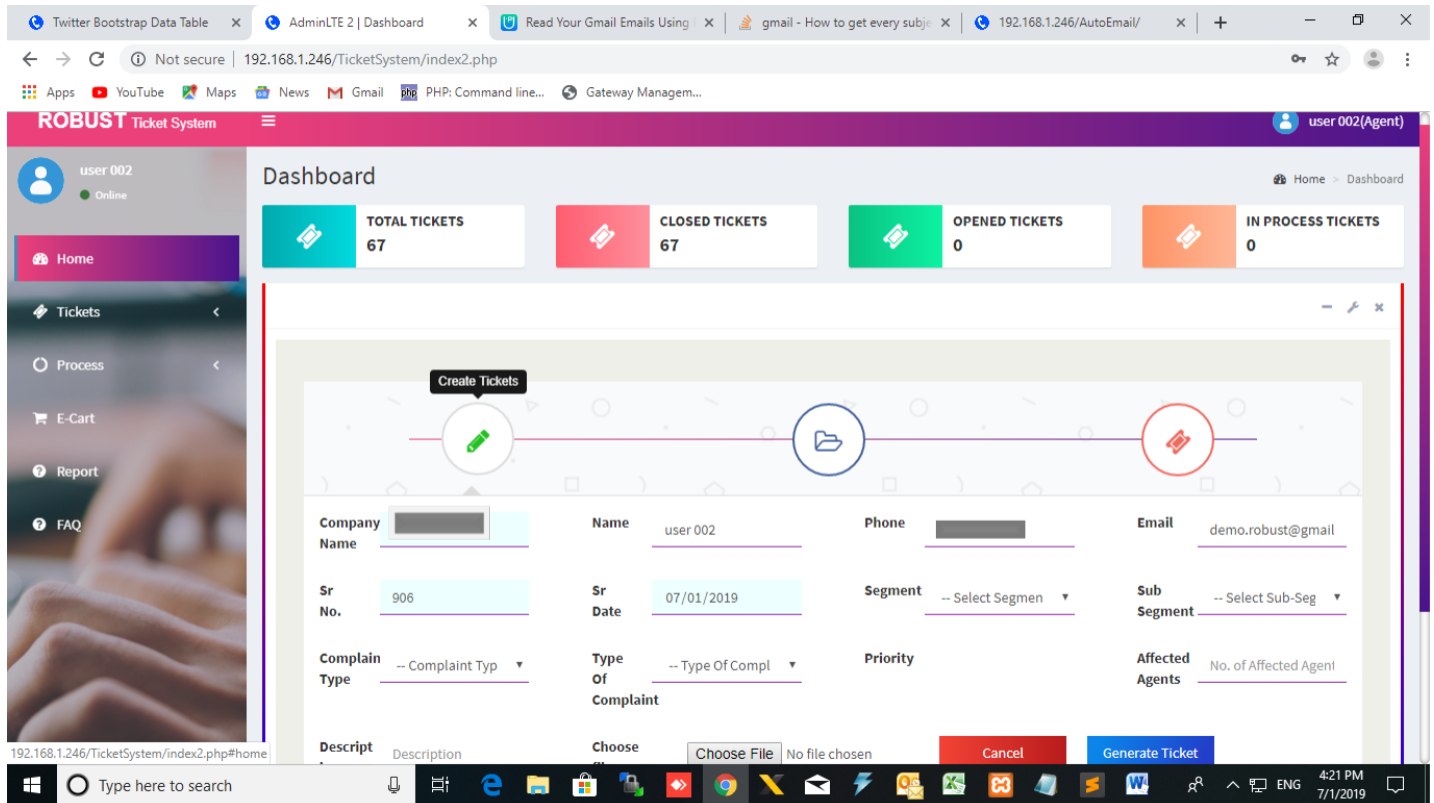 Twitter Bootstrap Data Table
AdminLTE 2 | Dashboard
Read Your Gmail Emails Using
gmail - How to get every subje
192.168.1.246/AutoEmail/
Not secure | 192.168.1.246/TicketSystem/index2.php
Apps YouTube Maps News Gmail php PHP: Command line... Gateway Managem...
ROBUST Ticket System
user 002(Agent)
user 002
Online
Home
Tickets
Process
E-Cart
Report
FAQ
Dashboard
Home > Dashboard
TOTAL TICKETS
67
CLOSED TICKETS
67
OPENED TICKETS
0
IN PROCESS TICKETS
0
Create Tickets
Company
Name
Name
user 002
Phone
Email
demo.robust@gmail
Sr
No.
906
Sr
Date
07/01/2019
Segment
-- Select Segmen
Sub
Segment
-- Select Sub-Seg
Complain
Type
-- Complaint Typ
Type
Of
Complaint
-- Type Of Compl
Priority
Affected
Agents
No. of Affected Agent
Descript
Description
Choose
Choose File No file chosen
Cancel
Generate Ticket
192.168.1.246/TicketSystem/index2.php#home
Type here to search
ENG
4:21 PM
7/1/2019